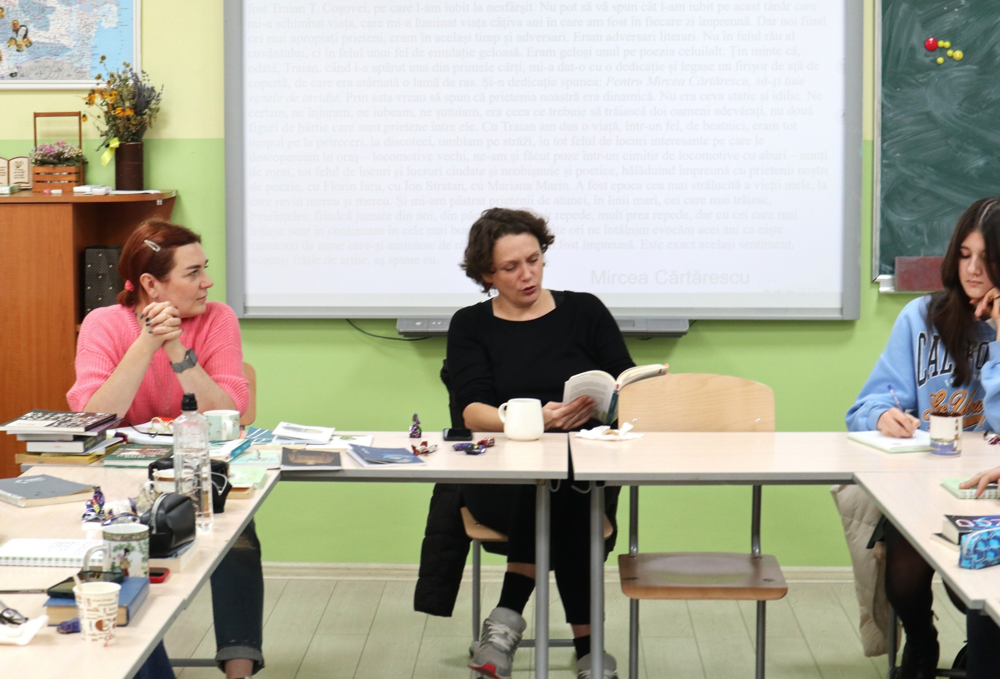 fost Traian T. Coșovei, pe care l-am iubit la nesfârșit. Nu pot să vă spun cât l-am iubit pe acest tânăr care
mi-a schimbat viața, care mi-a luminat viața câțiva ani în care am fost în fiecare zi împreună. Dar noi fiind
cei mai apropiați prieteni, eram în același timp și adversari. Eram adversari literari. Nu în felul rău al
cuvântului, ci în felul unui fel de emulație geloasă. Eram geloși unul pe poezia celuilalt. Țin minte că,
odată, Traian, când i-a apărut una din primele cărți, mi-a dat-o cu o dedicație și legase un firișor de ață de
copertă, de care era atârnată o lamă de ras. Și-n dedicație spunea: Pentru Mircea Cărtărescu, să-și taie
venele de invidie. Prin asta vreau să spun că prietenia noastră era dinamică. Nu era ceva static și idilic. Ne
certam, ne înjuram, ne iubeam, ne șutuiam, era ceea ce trebuie să trăiască doi oameni adevărați, nu două
figuri de hârtie care sunt prietene între ele. Cu Traian am dus o viață, într-un fel, de beatnici, eram tot
timpul pe la petreceri, la discoteci, umblam pe străzi, în tot felul de locuri interesante pe care le
descopeream în oraș – locomotive vechi, ne-am și făcut poze într-un cimitir de locomotive cu aburi – nunți
de romi, tot felul de locuri și lucruri ciudate și neobișnuie și poetice, hălăduind împreună cu prietenii noștri
de poezie, cu Florin Iaru, cu Ion Stratan, cu Mariana Marin. A fost epoca cea mai strălucită a vieții mele, la
care revin mereu și mereu. Și mi-am păstrat prietenii de atunci, în linii mari, cei care mai trăiesc,
bineînțeles, fiindcă jumate din noi, din repede, mult prea repede, dar cu cei care mai
trăiesc sunt în continuare în cele mai ori ne întâlnim evocăm acei ani ca niște
camarazi de arme care-și amintesc de fost împreună. Este exact același sentiment,
aceeași frăție de arme, aș spune eu.
Mircea Cărtărescu